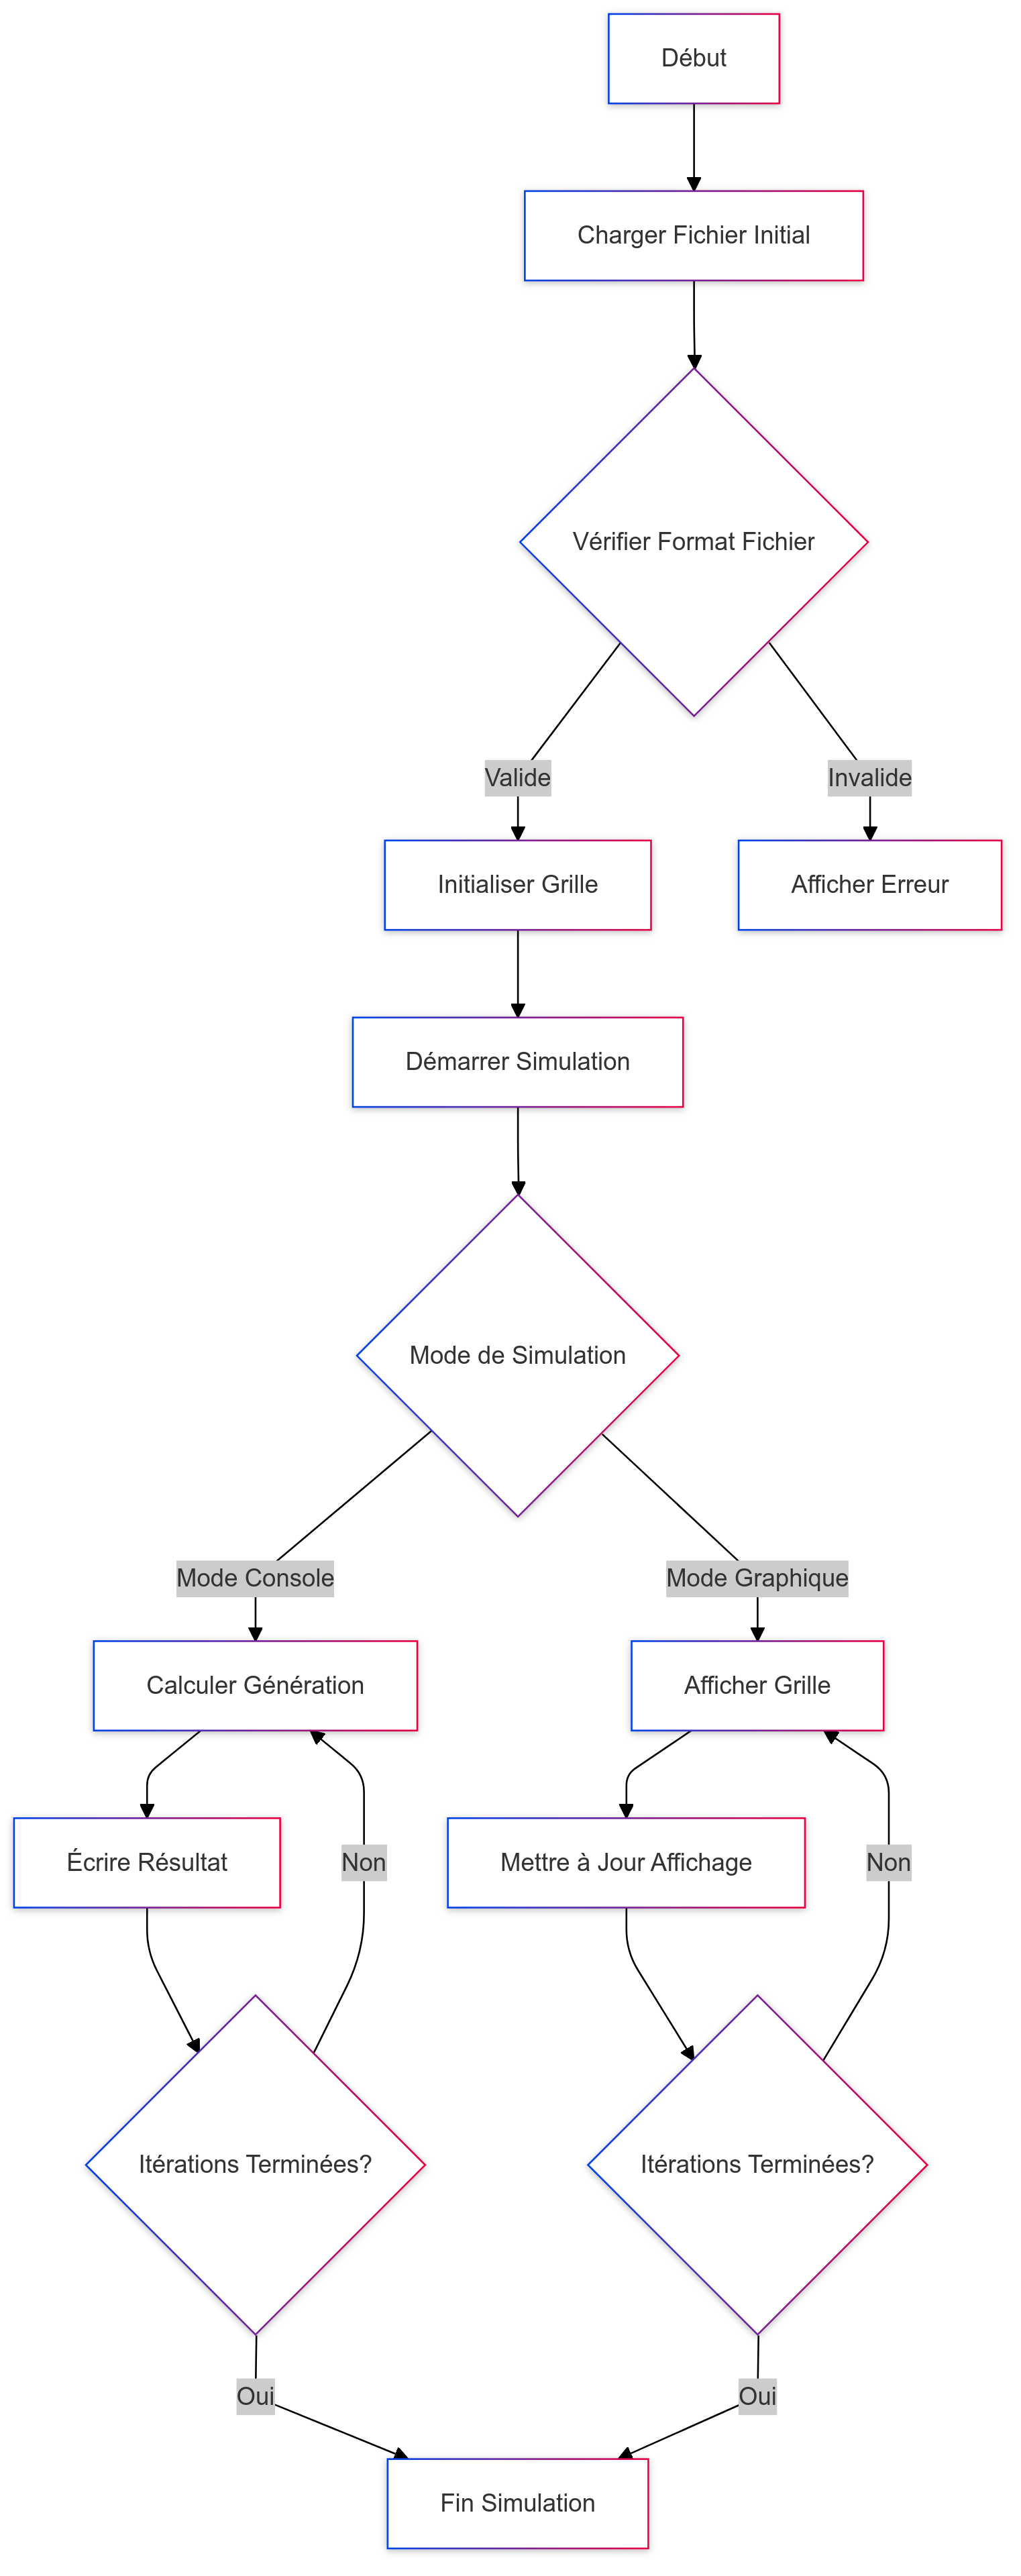 Début
Charger Fichier Initial
Vérifier Format Fichier
Valide
Invalide
Initialiser Grille
Afficher Erreur
Démarrer Simulation
Mode de Simulation
Mode Console
Mode Graphique
Calculer Génération
Afficher Grille
Écrire Résultat
Non
Mettre à Jour Affichage
Non
Itérations Terminées?
Itérations Terminées?
Oui
Oui
Fin Simulation